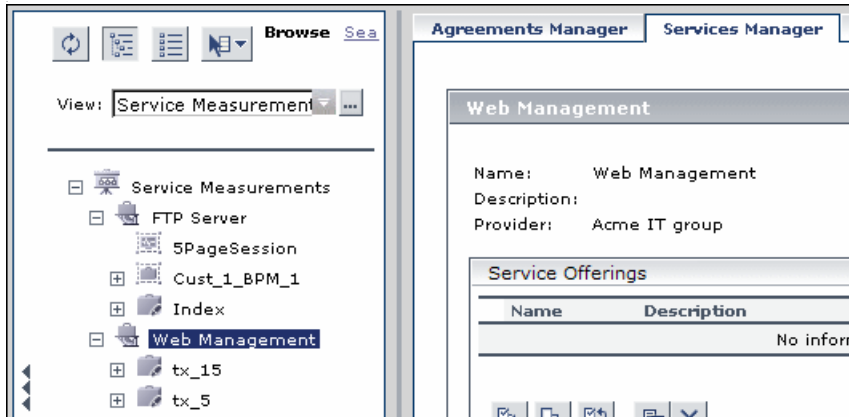 Browse Sea
View: Service Measurement ...
Service Measurements
FTP Server
5PageSession
Cust_1_BPM_1
Index
Web Management
tx_15
tx_5
Agreements Manager Services Manager
Web Management
Name: Web Management
Description:
Provider: Acme IT group
Service Offerings
Name Description
No infor